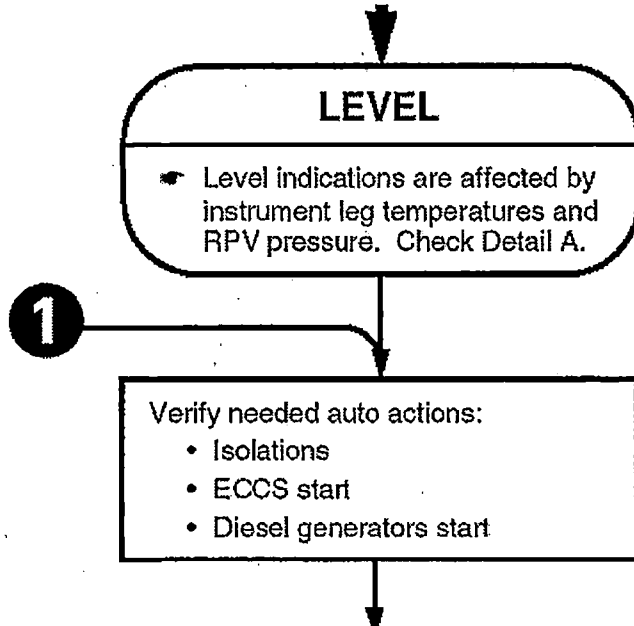 LEVEL
☛ Level indications are affected by
instrument leg temperatures and
RPV pressure. Check Detail A.
1
Verify needed auto actions:
• Isolations
• ECCS start
• Diesel generators start